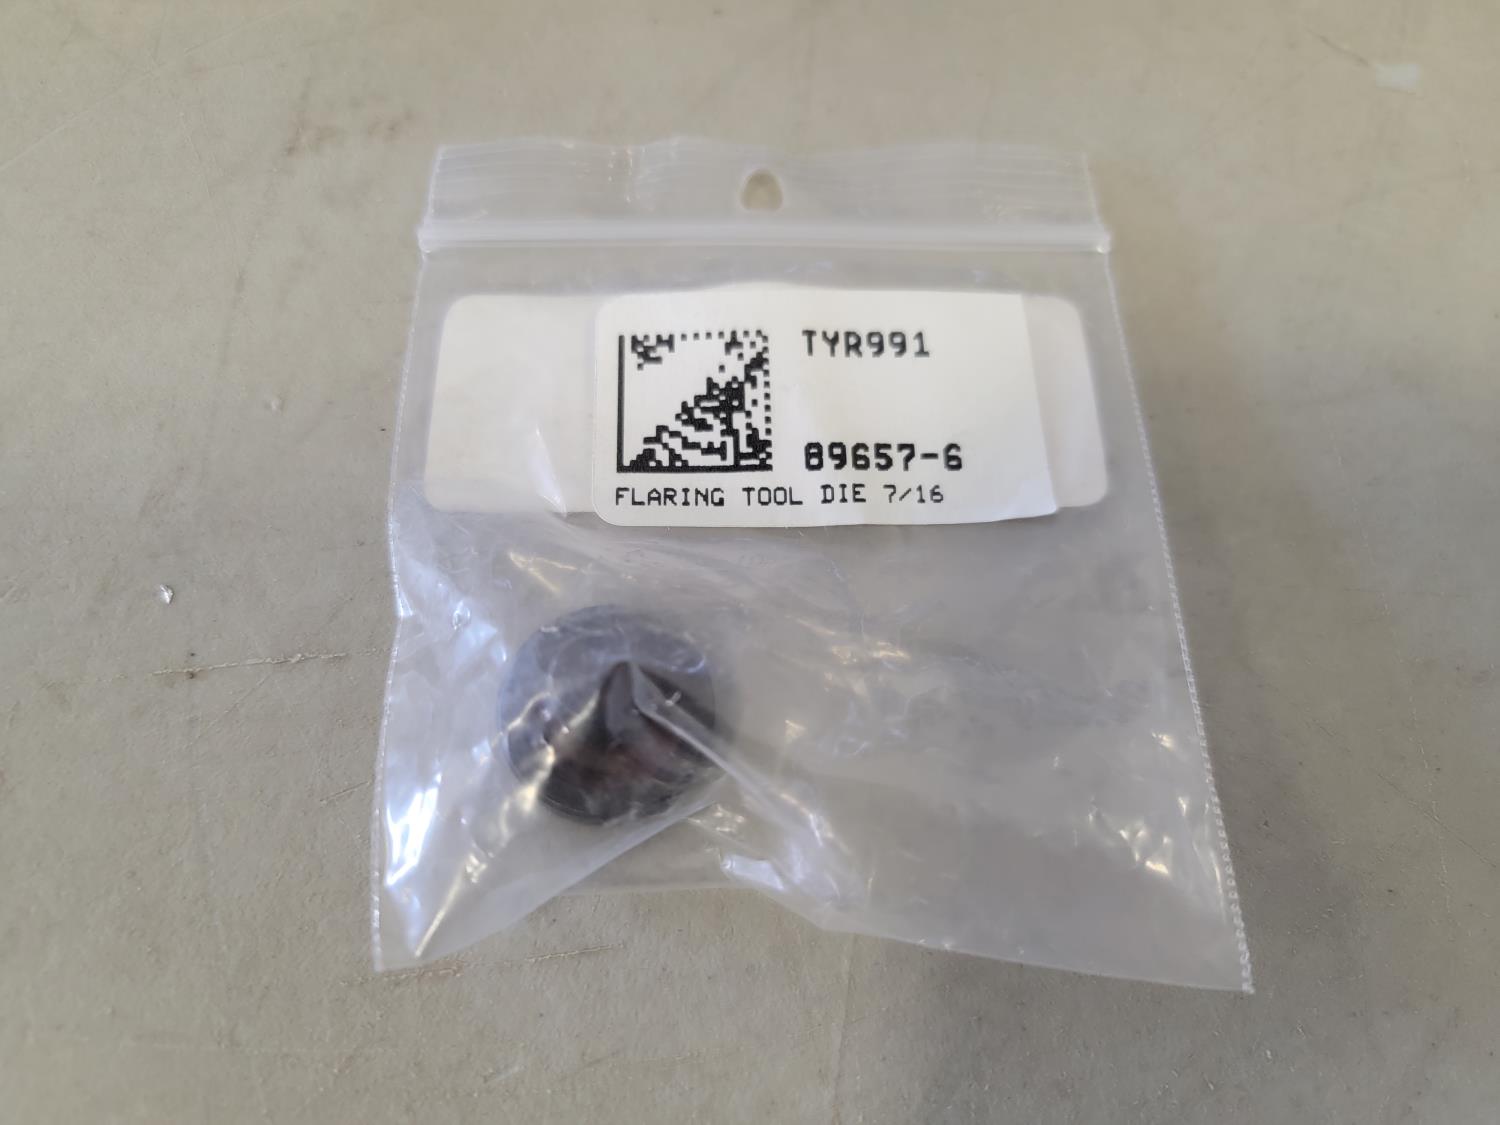 TYR991
89657-6
FLARING TOOL DIE 7/16